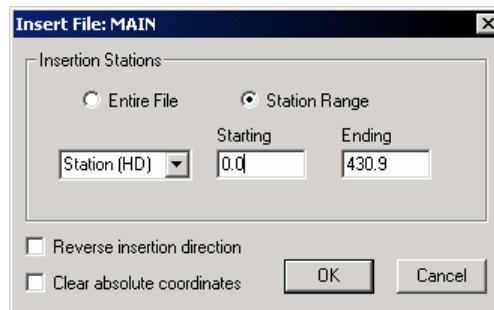 Insert File: MAIN
Insertion Stations
Entire File
Station Range
Starting
Ending
Station (HD)
0.0
430.9
Reverse insertion direction
Clear absolute coordinates
OK
Cancel